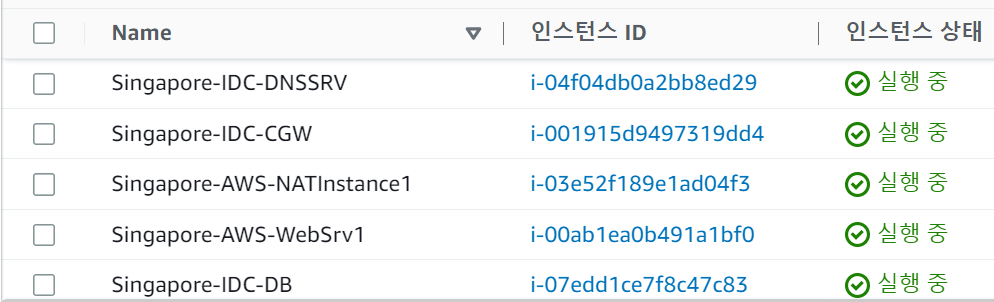 Name 인스턴스 ID 인스턴스 상태
Singapore-IDC-DNSSRV i-04f04db0a2bb8ed29 실행 중
Singapore-IDC-CGW i-001915d9497319dd4 실행 중
Singapore-AWS-NATInstance1 i-03e52f189e1ad04f3 실행 중
Singapore-AWS-WebSrv1 i-00ab1ea0b491a1bf0 실행 중
Singapore-IDC-DB i-07edd1ce7f8c47c83 실행 중